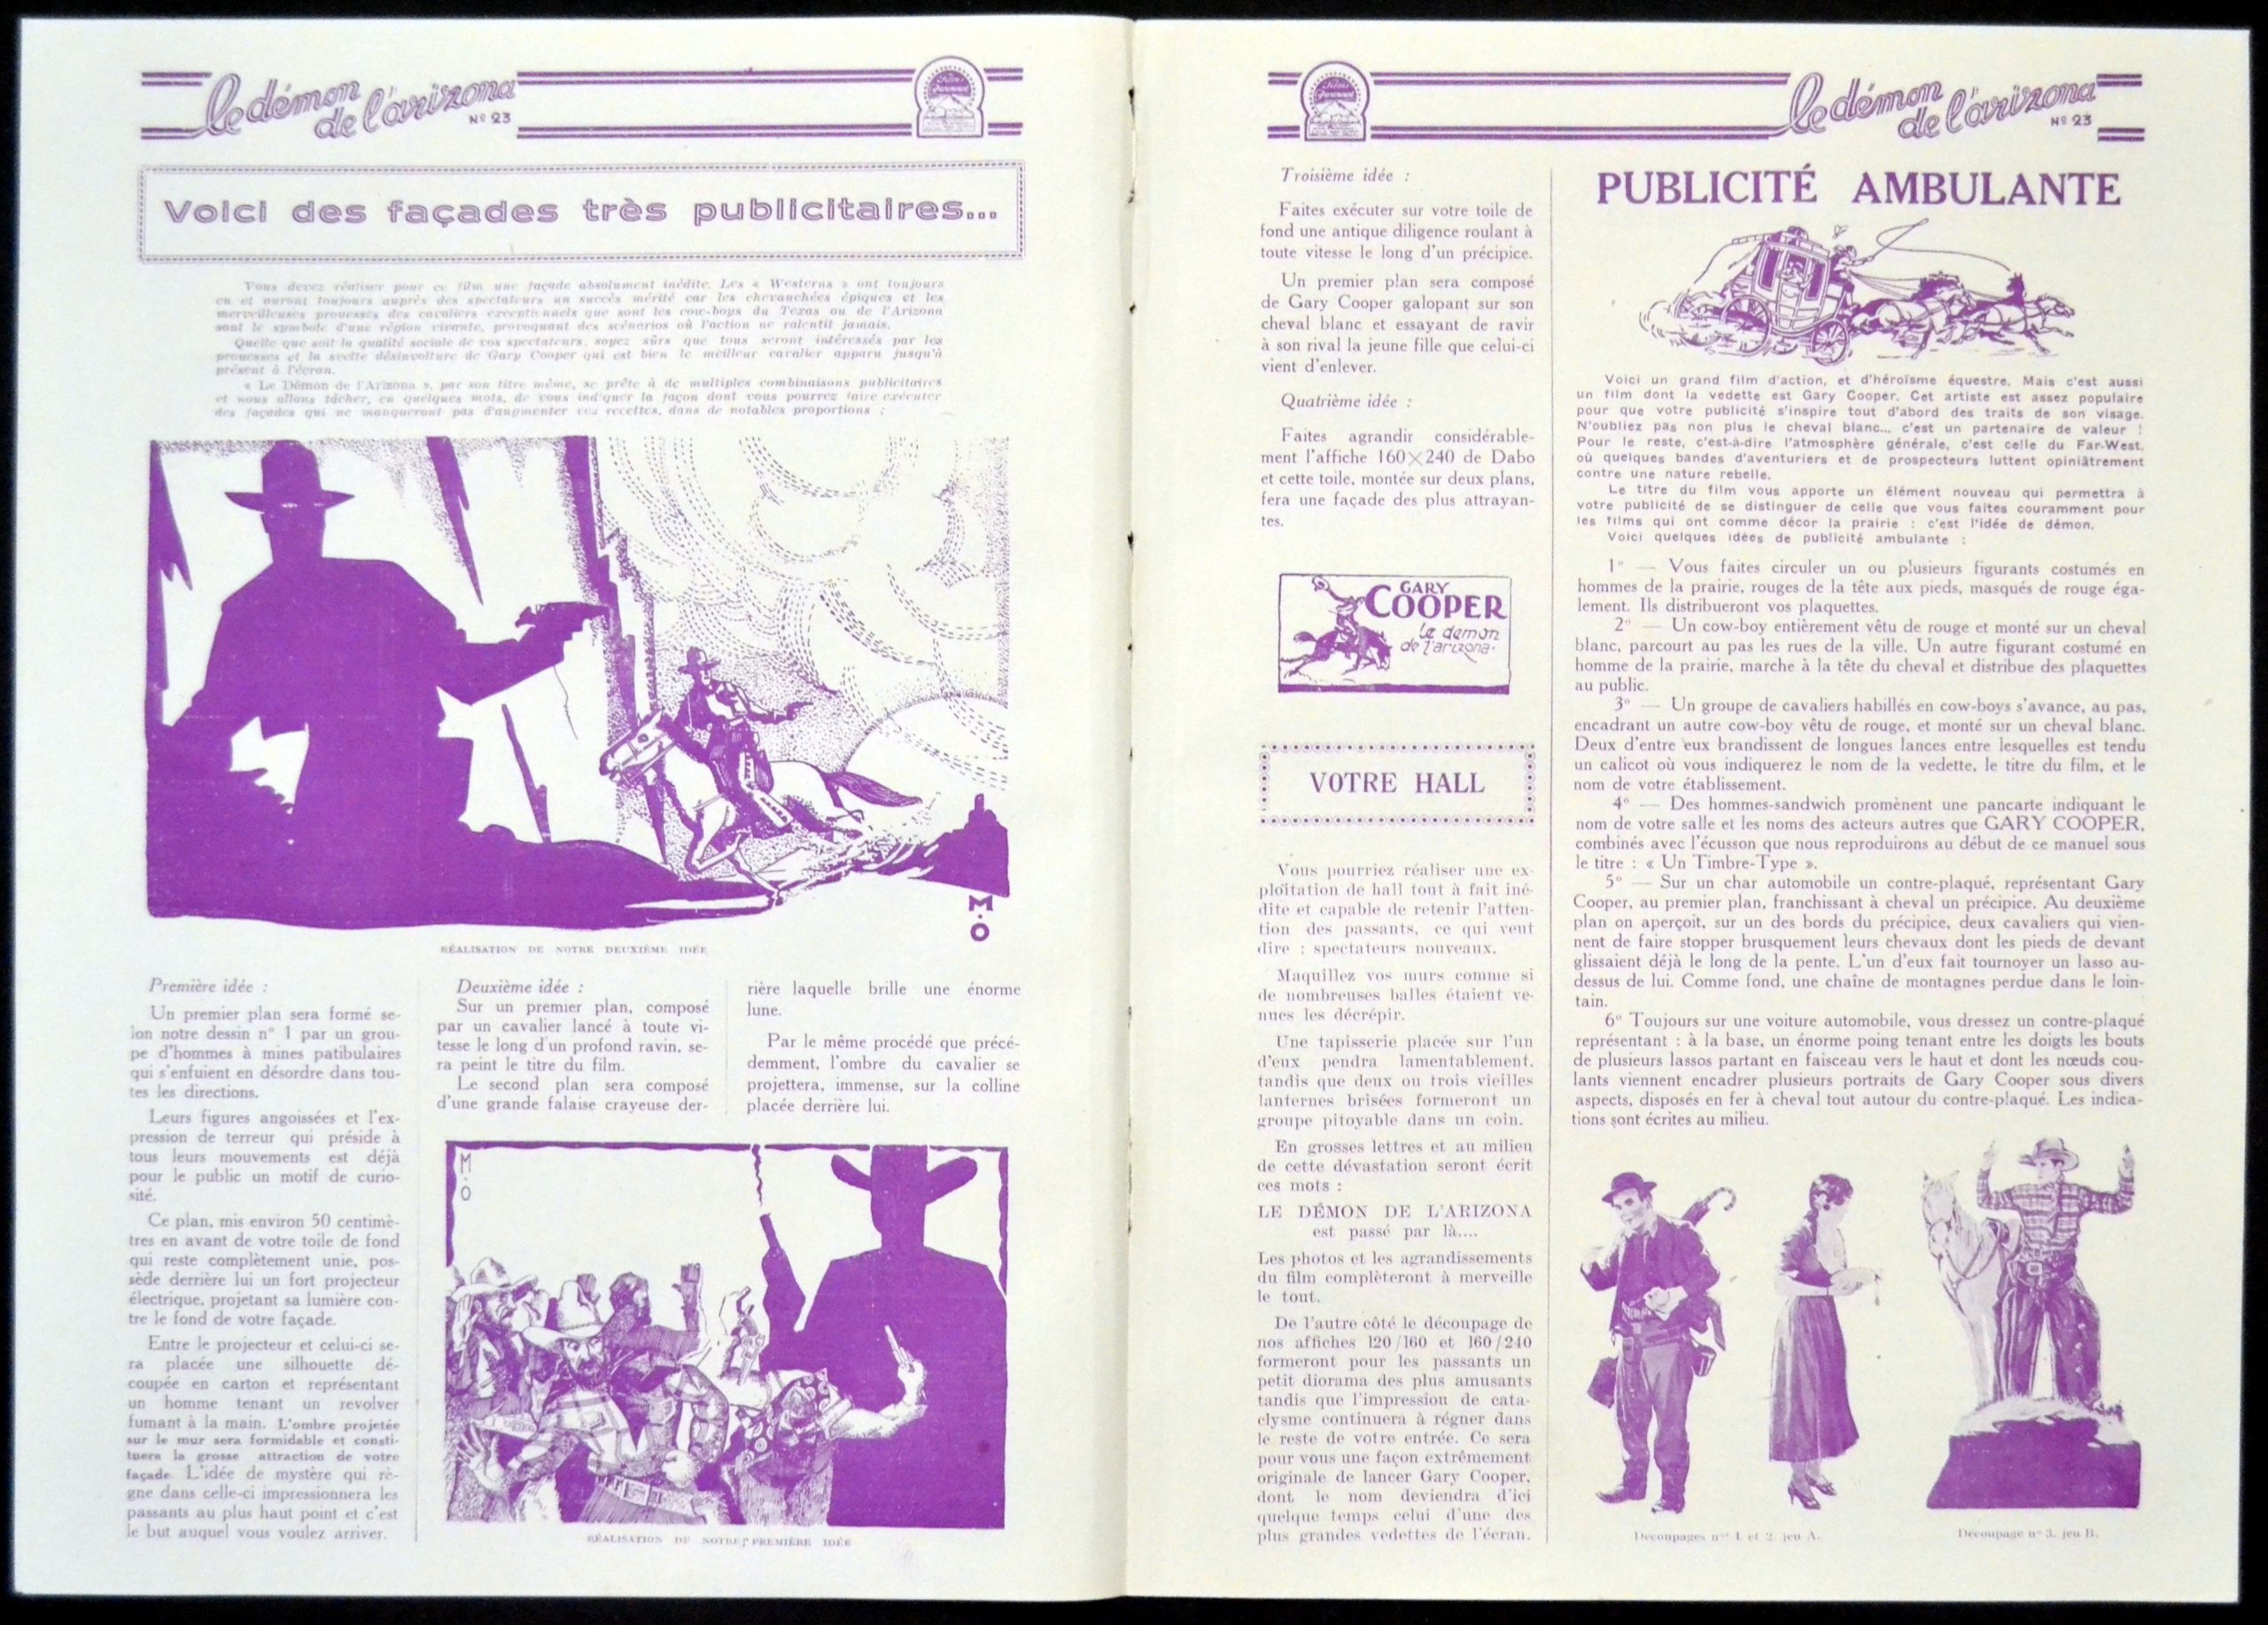 le démon
de l'arizona
Nº 23
Voici des façades très publicitaires...
Vous devez réaliser pour ce film une façade absolument inédite. Les « Westerns » ont toujours
eu et auront toujours auprès des spectateurs un succès mérité car les chevauchées épiques et les
merveilleuses prouesses des cavaliers exceptionnels que sont les cow-boys du Texas ou de l'Arizona
sont le symbole d'une région vivante, provoquant des scénarios où l'action ne ralentit jamais.
Quelle que soit la qualité sociale de vos spectateurs, soyez sûrs que tous seront intéressés par les
prouesses et la svelte désinvolture de Gary Cooper qui est bien le meilleur cavalier apparu jusqu'à
présent à l'écran.
« Le Démon de l'Arizona », par son titre même, se prête à de multiples combinaisons publicitaires
et nous allons tâcher, en quelques mots, de vous indiquer la façon dont vous pourrez faire exécuter
des façades qui ne manqueront pas d'augmenter vos recettes, dans de notables proportions :
M.O
RÉALISATION DE NOTRE DEUXIÈME IDÉE
Première idée :
Un premier plan sera formé se-
lon notre dessin n° 1 par un grou-
pe d'hommes à mines patibulaires
qui s'enfuient en désordre dans tou-
tes les directions.
Leurs figures angoissées et l'ex-
pression de terreur qui préside à
tous leurs mouvements est déjà
pour le public un motif de curio-
sité.
Ce plan, mis environ 50 centimè-
tres en avant de votre toile de fond
qui reste complètement unie, pos-
sède derrière lui un fort projecteur
électrique, projetant sa lumière con-
tre le fond de votre façade.
Entre le projecteur et celui-ci se-
ra placée une silhouette dé-
coupée en carton et représentant
un homme tenant un revolver
fumant à la main. L'ombre projetée
sur le mur sera formidable et consti-
tuera la grosse attraction de votre
façade. L'idée de mystère qui rè-
gne dans celle-ci impressionnera les
passants au plus haut point et c'est
le but auquel vous voulez arriver.
Deuxième idée :
Sur un premier plan, composé
par un cavalier lancé à toute vi-
tesse le long d'un profond ravin, se-
ra peint le titre du film.
Le second plan sera composé
d'une grande falaise crayeuse der-
rière laquelle brille une énorme
lune.
Par le même procédé que précé-
demment, l'ombre du cavalier se
projettera, immense, sur la colline
placée derrière lui.
M.O
RÉALISATION DE NOTRE PREMIÈRE IDÉE
le démon
de l'arizona
Nº 23
Troisième idée :
Faites exécuter sur votre toile de
fond une antique diligence roulant à
toute vitesse le long d'un précipice.
Un premier plan sera composé
de Gary Cooper galopant sur son
cheval blanc et essayant de ravir
à son rival la jeune fille que celui-ci
vient d'enlever.
Quatrième idée :
Faites agrandir considérable-
ment l'affiche 160×240 de Dabo
et cette toile, montée sur deux plans,
fera une façade des plus attrayan-
tes.
GARY
COOPER
le demon
de l'arizona
VOTRE HALL
Vous pourriez réaliser une ex-
ploitation de hall tout à fait iné-
dite et capable de retenir l'atten-
tion des passants, ce qui veut
dire : spectateurs nouveaux.
Maquillez vos murs comme si
de nombreuses balles étaient ve-
nues les décrépir.
Une tapisserie placée sur l'un
d'eux pendra lamentablement,
tandis que deux ou trois vieilles
lanternes brisées formeront un
groupe pitoyable dans un coin.
En grosses lettres et au milieu
de cette dévastation seront écrit
ces mots :
LE DÉMON DE L'ARIZONA
est passé par là....
Les photos et les agrandissements
du film complèteront à merveille
le tout.
De l'autre côté le découpage de
nos affiches 120/160 et 160/240
formeront pour les passants un
petit diorama des plus amusants
tandis que l'impression de cata-
clysme continuera à régner dans
le reste de votre entrée. Ce sera
pour vous une façon extrêmement
originale de lancer Gary Cooper,
dont le nom deviendra d'ici
quelque temps celui d'une des
plus grandes vedettes de l'écran.
PUBLICITÉ AMBULANTE
Voici un grand film d'action, et d'héroïsme équestre. Mais c'est aussi
un film dont la vedette est Gary Cooper. Cet artiste est assez populaire
pour que votre publicité s'inspire tout d'abord des traits de son visage.
N'oubliez pas non plus le cheval blanc... c'est un partenaire de valeur !
Pour le reste, c'est-à-dire l'atmosphère générale, c'est celle du Far-West,
où quelques bandes d'aventuriers et de prospecteurs luttent opiniâtrement
contre une nature rebelle.
Le titre du film vous apporte un élément nouveau qui permettra à
votre publicité de se distinguer de celle que vous faites couramment pour
les films qui ont comme décor la prairie : c'est l'idée de démon.
Voici quelques idées de publicité ambulante :
1° — Vous faites circuler un ou plusieurs figurants costumés en
hommes de la prairie, rouges de la tête aux pieds, masqués de rouge éga-
lement. Ils distribueront vos plaquettes.
2° — Un cow-boy entièrement vêtu de rouge et monté sur un cheval
blanc, parcourt au pas les rues de la ville. Un autre figurant costumé en
homme de la prairie, marche à la tête du cheval et distribue des plaquettes
au public.
3° — Un groupe de cavaliers habillés en cow-boys s'avance, au pas,
encadrant un autre cow-boy vêtu de rouge, et monté sur un cheval blanc.
Deux d'entre eux brandissent de longues lances entre lesquelles est tendu
un calicot où vous indiquerez le nom de la vedette, le titre du film, et le
nom de votre établissement.
4° — Des hommes-sandwich promènent une pancarte indiquant le
nom de votre salle et les noms des acteurs autres que GARY COOPER,
combinés avec l'écusson que nous reproduirons au début de ce manuel sous
le titre : « Un Timbre-Type ».
5° — Sur un char automobile un contre-plaqué, représentant Gary
Cooper, au premier plan, franchissant à cheval un précipice. Au deuxième
plan on aperçoit, sur un des bords du précipice, deux cavaliers qui vien-
nent de faire stopper brusquement leurs chevaux dont les pieds de devant
glissaient déjà le long de la pente. L'un d'eux fait tournoyer un lasso au-
dessus de lui. Comme fond, une chaîne de montagnes perdue dans le loin-
tain.
6° Toujours sur une voiture automobile, vous dressez un contre-plaqué
représentant : à la base, un énorme poing tenant entre les doigts les bouts
de plusieurs lassos partant en faisceau vers le haut et dont les nœuds cou-
lants viennent encadrer plusieurs portraits de Gary Cooper sous divers
aspects, disposés en fer à cheval tout autour du contre-plaqué. Les indica-
tions sont écrites au milieu.
Découpages nos 1 et 2, jeu A.
Découpage n° 3, jeu B.